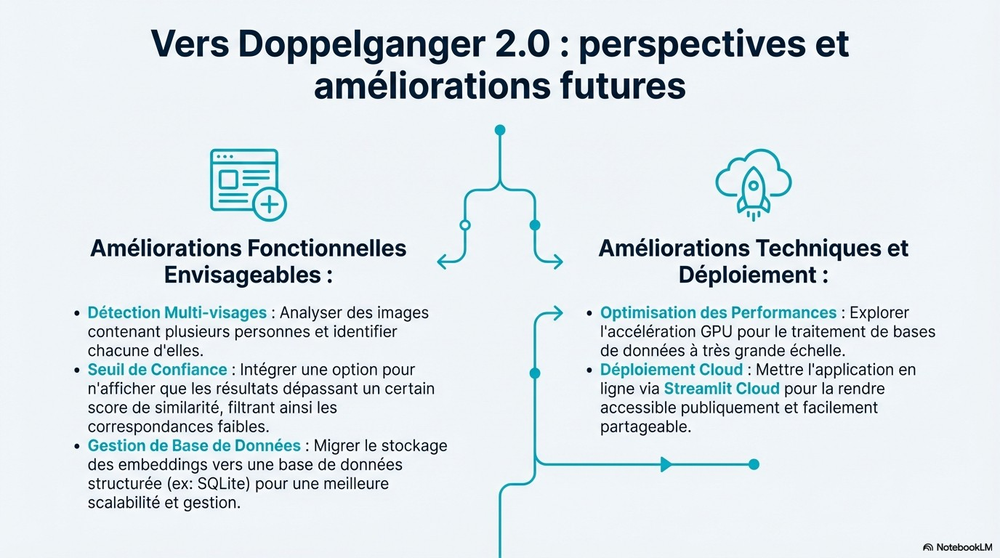 Vers Doppelganger 2.0 : perspectives et
améliorations futures
Améliorations Fonctionnelles
Envisageables :
• Détection Multi-visages : Analyser des images
contenant plusieurs personnes et identifier
chacune d'elles.
• Seuil de Confiance : Intégrer une option pour
n'afficher que les résultats dépassant un certain
score de similarité, filtrant ainsi les
correspondances faibles.
• Gestion de Base de Données : Migrer le stockage
des embeddings vers une base de données
structurée (ex: SQLite) pour une meilleure
scalabilité et gestion.
Améliorations Techniques et
Déploiement :
• Optimisation des Performances : Explorer
l'accélération GPU pour le traitement de bases
de données à très grande échelle.
• Déploiement Cloud : Mettre l'application en
ligne via Streamlit Cloud pour la rendre
accessible publiquement et facilement
partageable.
NotebookLM